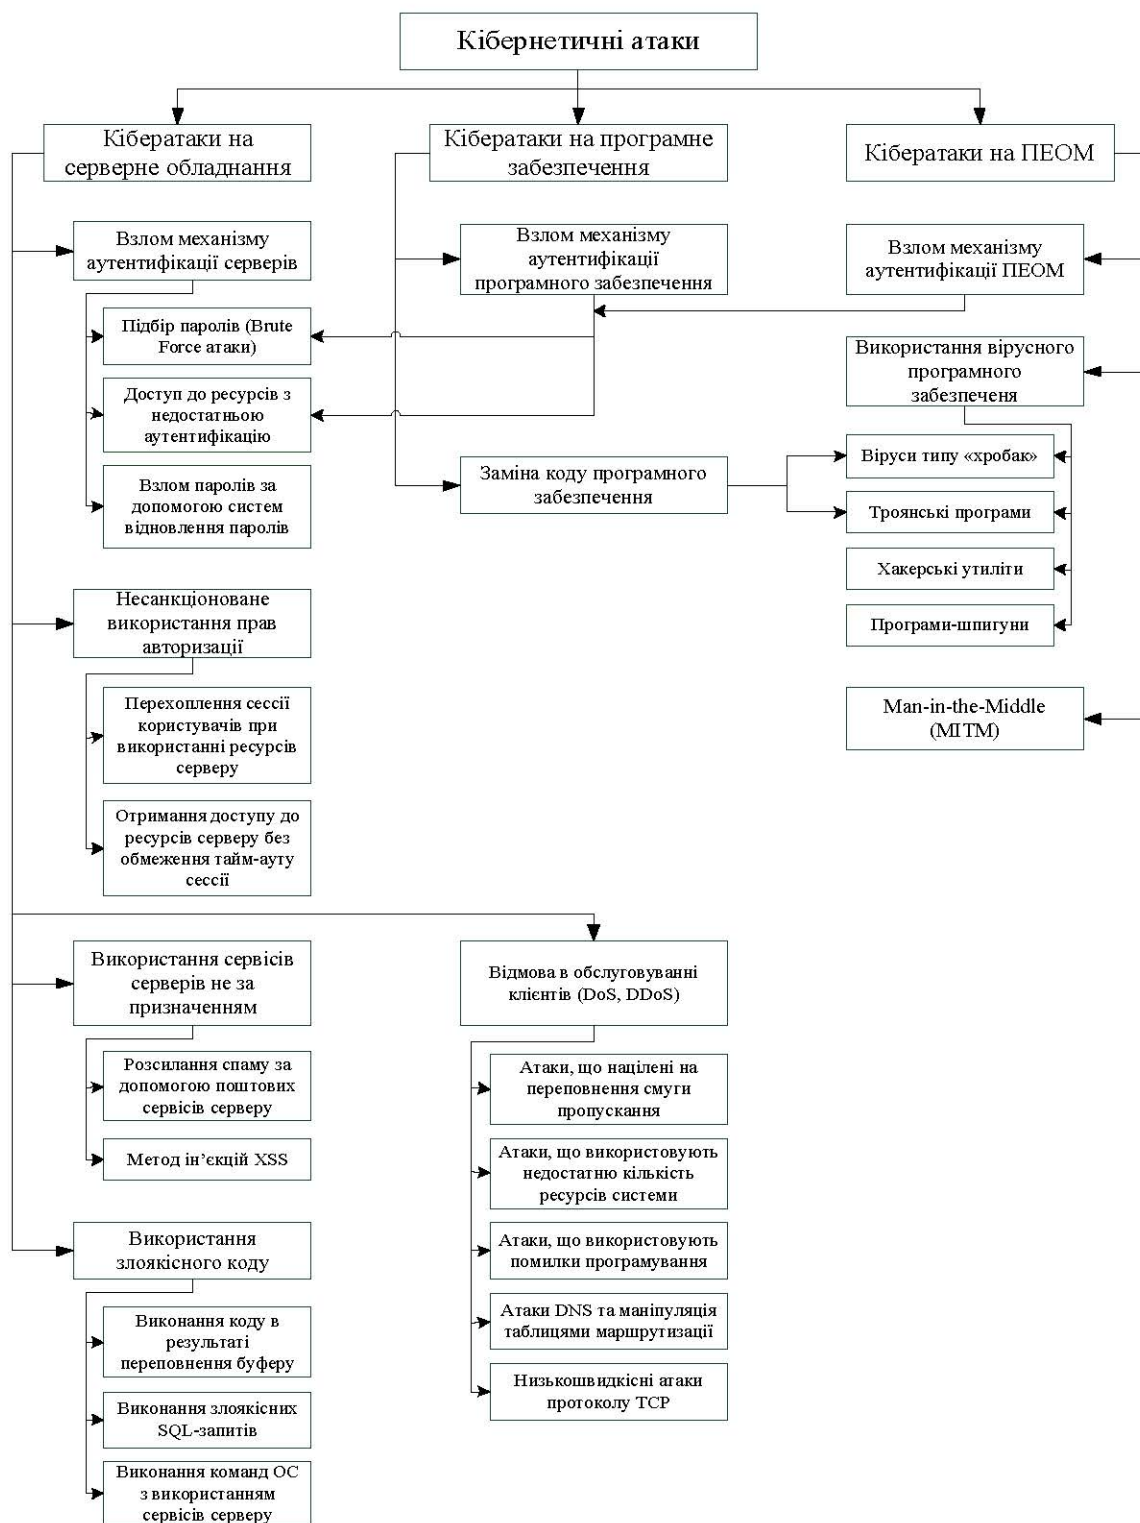 Кібернетичні атаки
Кібератаки на
серверне обладнання
Кібератаки на програмне
забезпечення
Кібератаки на ПЕОМ
Взлом механізму
аутентифікації серверів
Підбір паролів (Brute
Force атаки)
Доступ до ресурсів з
недостатньою
аутентифікацію
Взлом паролів за
допомогою систем
відновлення паролів
Взлом механізму
аутентифікації
програмного забезпечення
Заміна коду програмного
забезпечення
Взлом механізму
аутентифікації ПЕОМ
Використання вірусного
програмного
забезпеченя
Віруси типу «хробак»
Троянські програми
Хакерські утиліти
Програми-шпигуни
Man-in-the-Middle
(MITM)
Несанкціоноване
використання прав
авторизації
Перехоплення сессії
користувачів при
використанні ресурсів
серверу
Отримання доступу до
ресурсів серверу без
обмеження тайм-ауту
сессії
Використання сервісів
серверів не за
призначенням
Розсилання спаму за
допомогою поштових
сервісів серверу
Метод ін’єкцій XSS
Використання
злоякісного коду
Виконання коду в
результаті
переповнення буферу
Виконання злоякісних
SQL-запитів
Виконання команд ОС
з використанням
сервісів серверу
Відмова в обслуговуванні
клієнтів (DoS, DDoS)
Атаки, що націлені на
переповнення смуги
пропускання
Атаки, що використовують
недостатню кількість
ресурсів системи
Атаки, що використовують
помилки програмування
Атаки DNS та маніпуляція
таблицями маршрутизації
Низькошвидкісні атаки
протоколу TCP